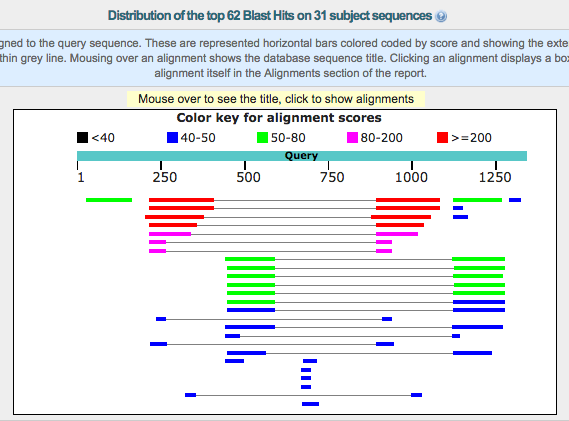 Distribution of the top 62 Blast Hits on 31 subject sequences
gned to the query sequence. These are represented horizontal bars colored coded by score and showing the exte
thin grey line. Mousing over an alignment shows the database sequence title. Clicking an alignment displays a box
alignment itself in the Alignments section of the report.
Mouse over to see the title, click to show alignments
Color key for alignment scores
<40 40-50 50-80 80-200 >=200
Query
1 250 500 750 1000 1250